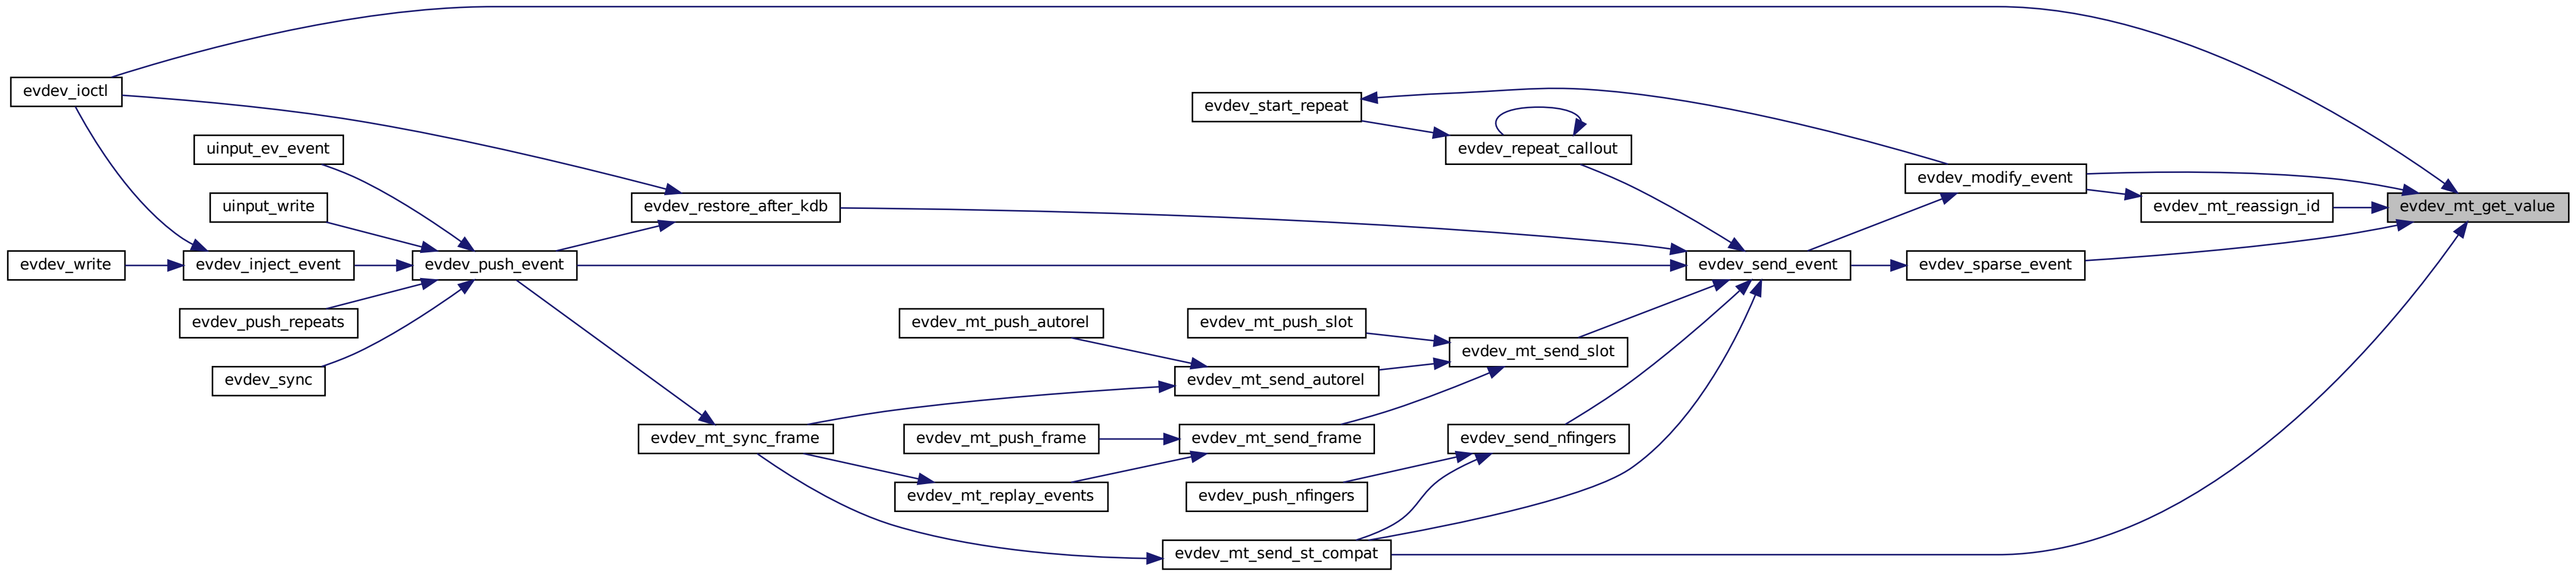 evdev_ioctl
evdev_start_repeat
uinput_ev_event
evdev_repeat_callout
evdev_modify_event
uinput_write
evdev_restore_after_kdb
evdev_mt_reassign_id
evdev_mt_get_value
evdev_write
evdev_inject_event
evdev_push_event
evdev_send_event
evdev_sparse_event
evdev_push_repeats
evdev_mt_push_autorel
evdev_mt_push_slot
evdev_mt_send_slot
evdev_sync
evdev_mt_send_autorel
evdev_mt_sync_frame
evdev_mt_push_frame
evdev_mt_send_frame
evdev_send_nfingers
evdev_mt_replay_events
evdev_push_nfingers
evdev_mt_send_st_compat